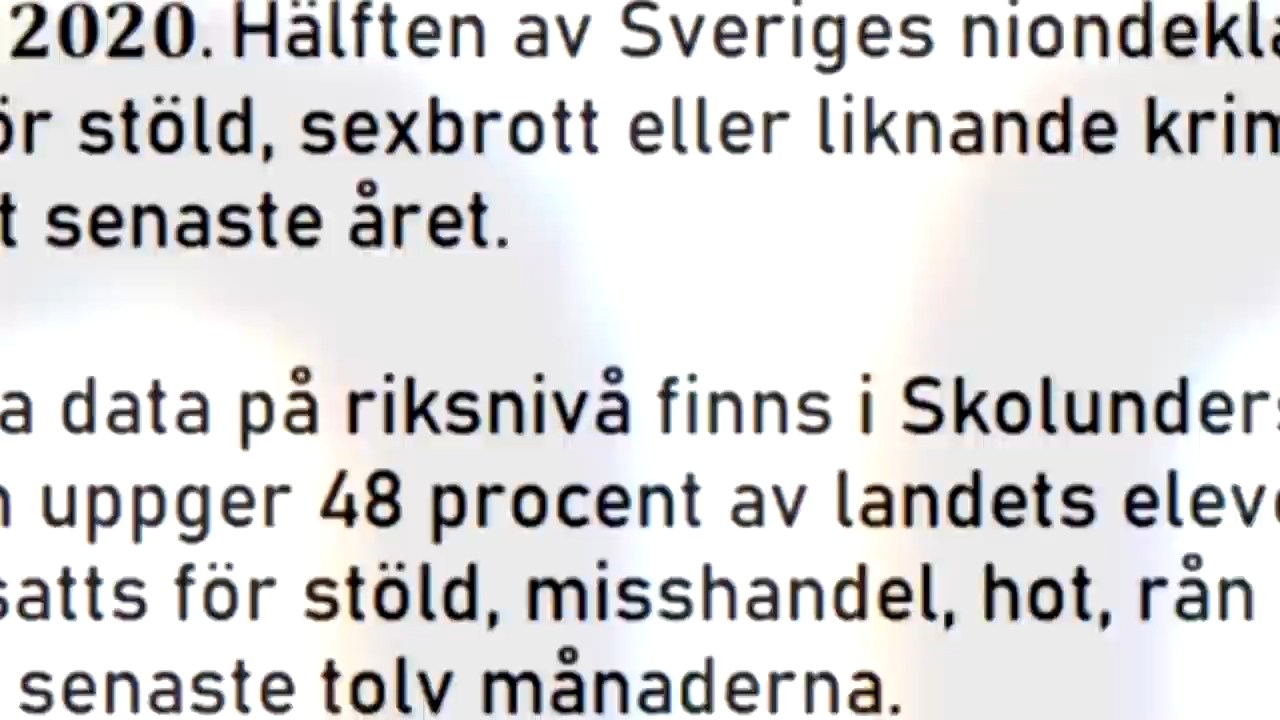 2020. Hälften av Sveriges niondekla
ör stöld, sexbrott eller liknande krim
t senaste året.
a data på riksnivå finns i Skolunders
n uppger 48 procent av landets eleve
satts för stöld, misshandel, hot, rån
senaste tolv månaderna.